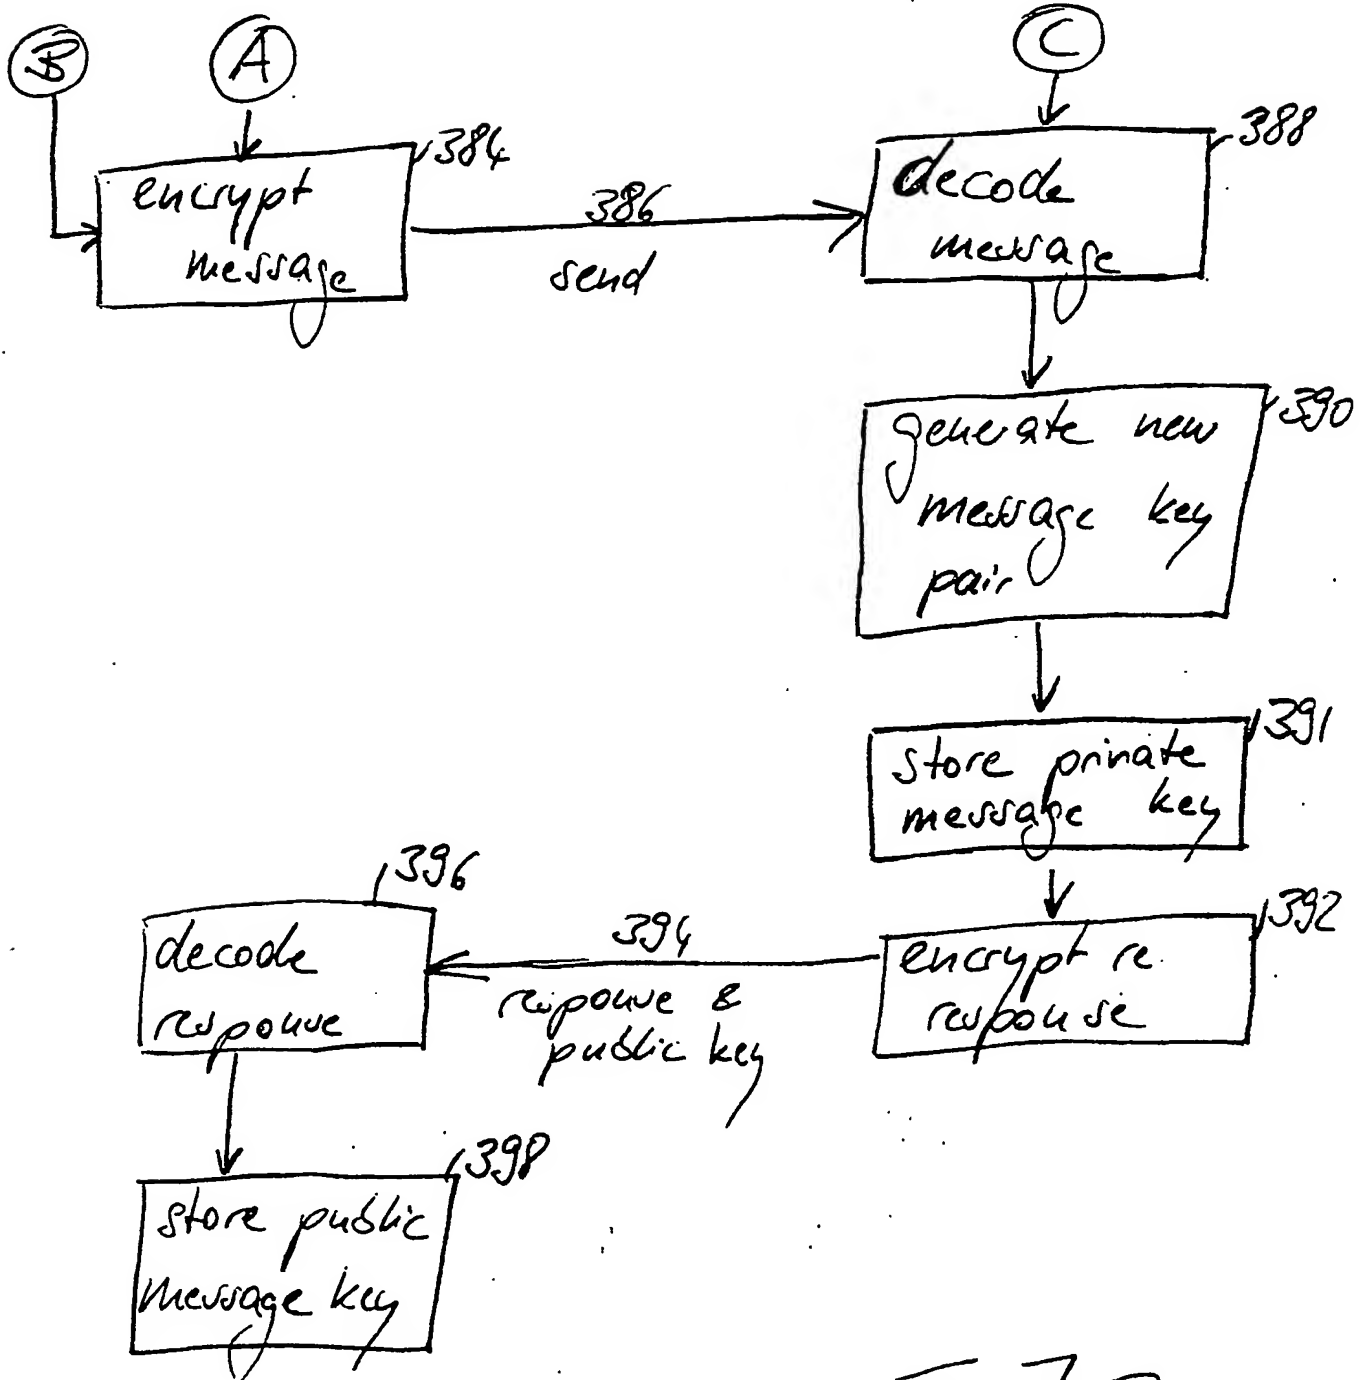 B
A
C
384
encrypt
message
386
send
388
decode
message
390
generate new
message key
pair
391
store private
message key
392
encrypt re
response
394
response &
public key
396
decode
response
398
store public
message key